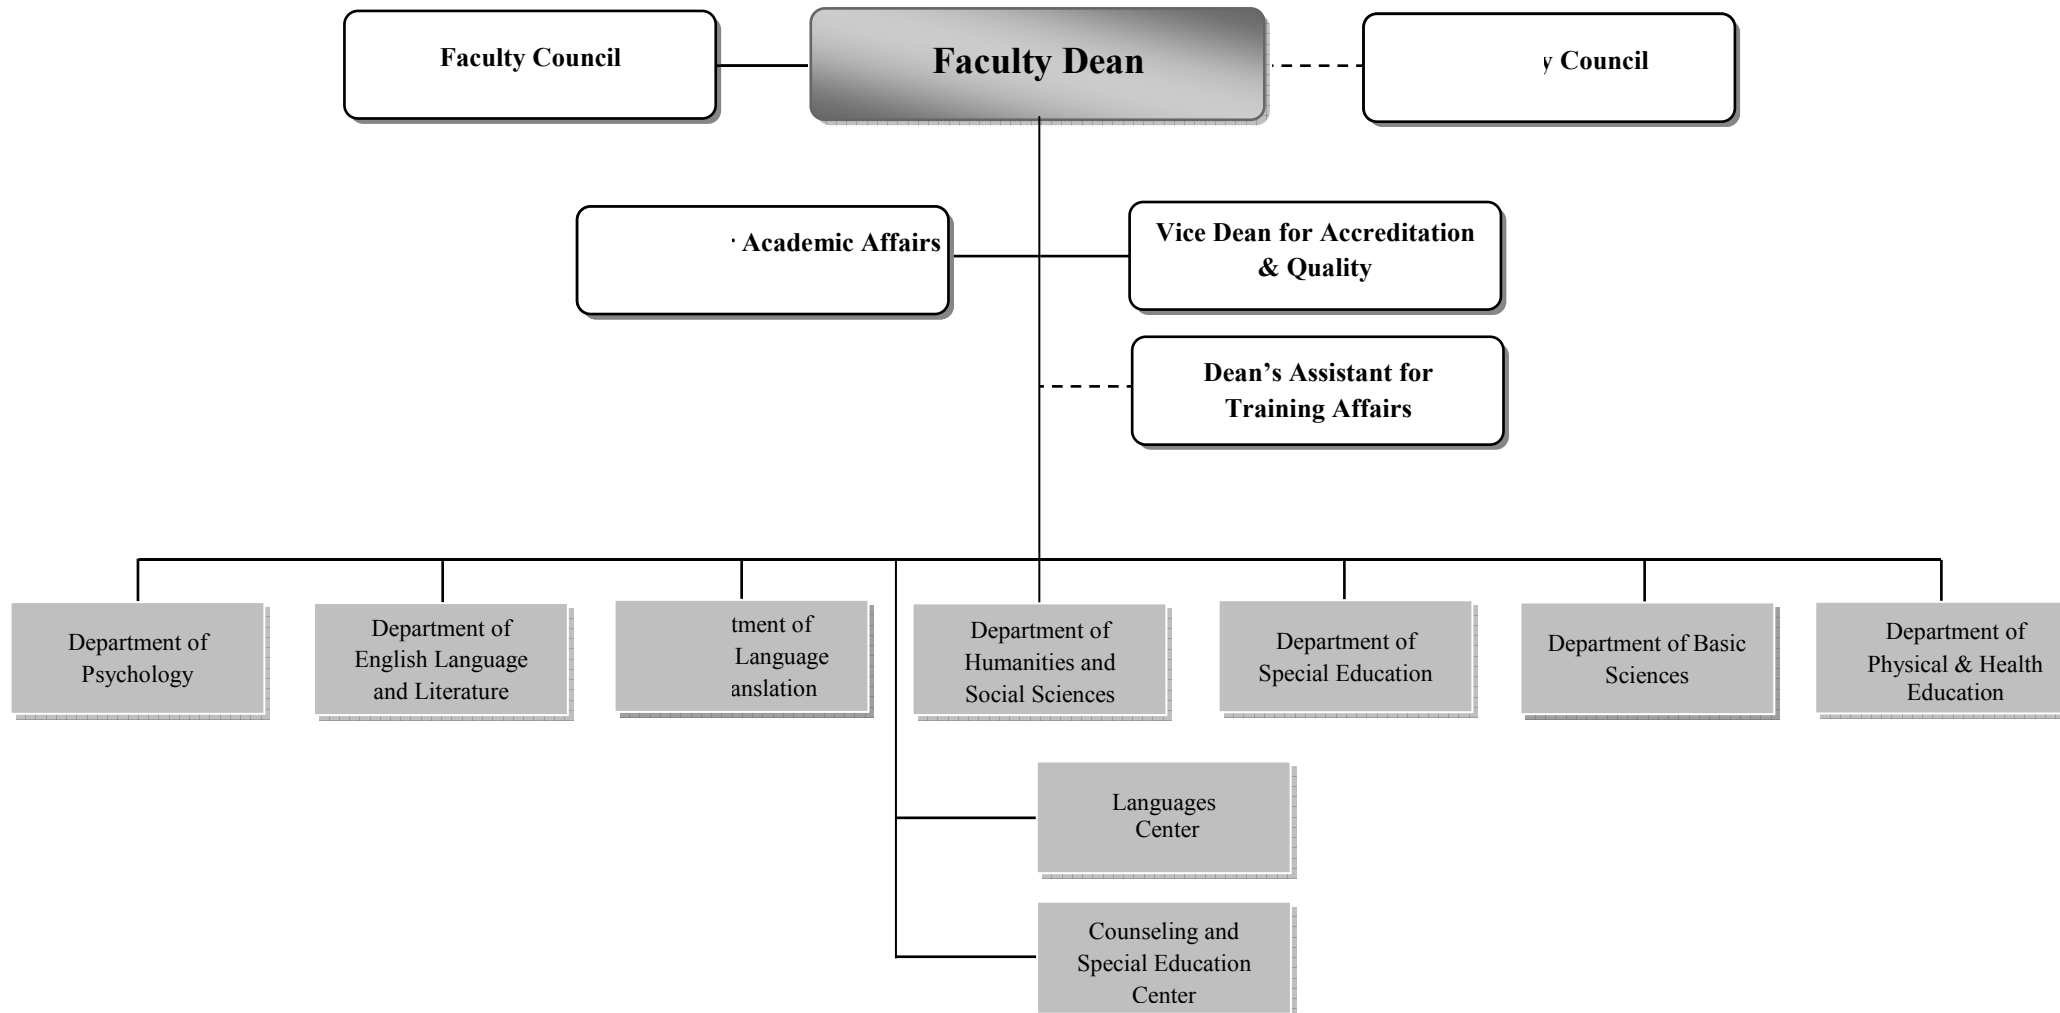 Faculty Council
Faculty Dean
Council
Academic Affairs
Vice Dean for Accreditation
& Quality
Dean’s Assistant for
Training Affairs
Department of
Psychology
Department of
English Language
and Literature
of
Language
Department of
Humanities and
Social Sciences
Department of
Special Education
Department of Basic
Sciences
Department of
Physical & Health
Education
Languages
Center
Counseling and
Special Education
Center